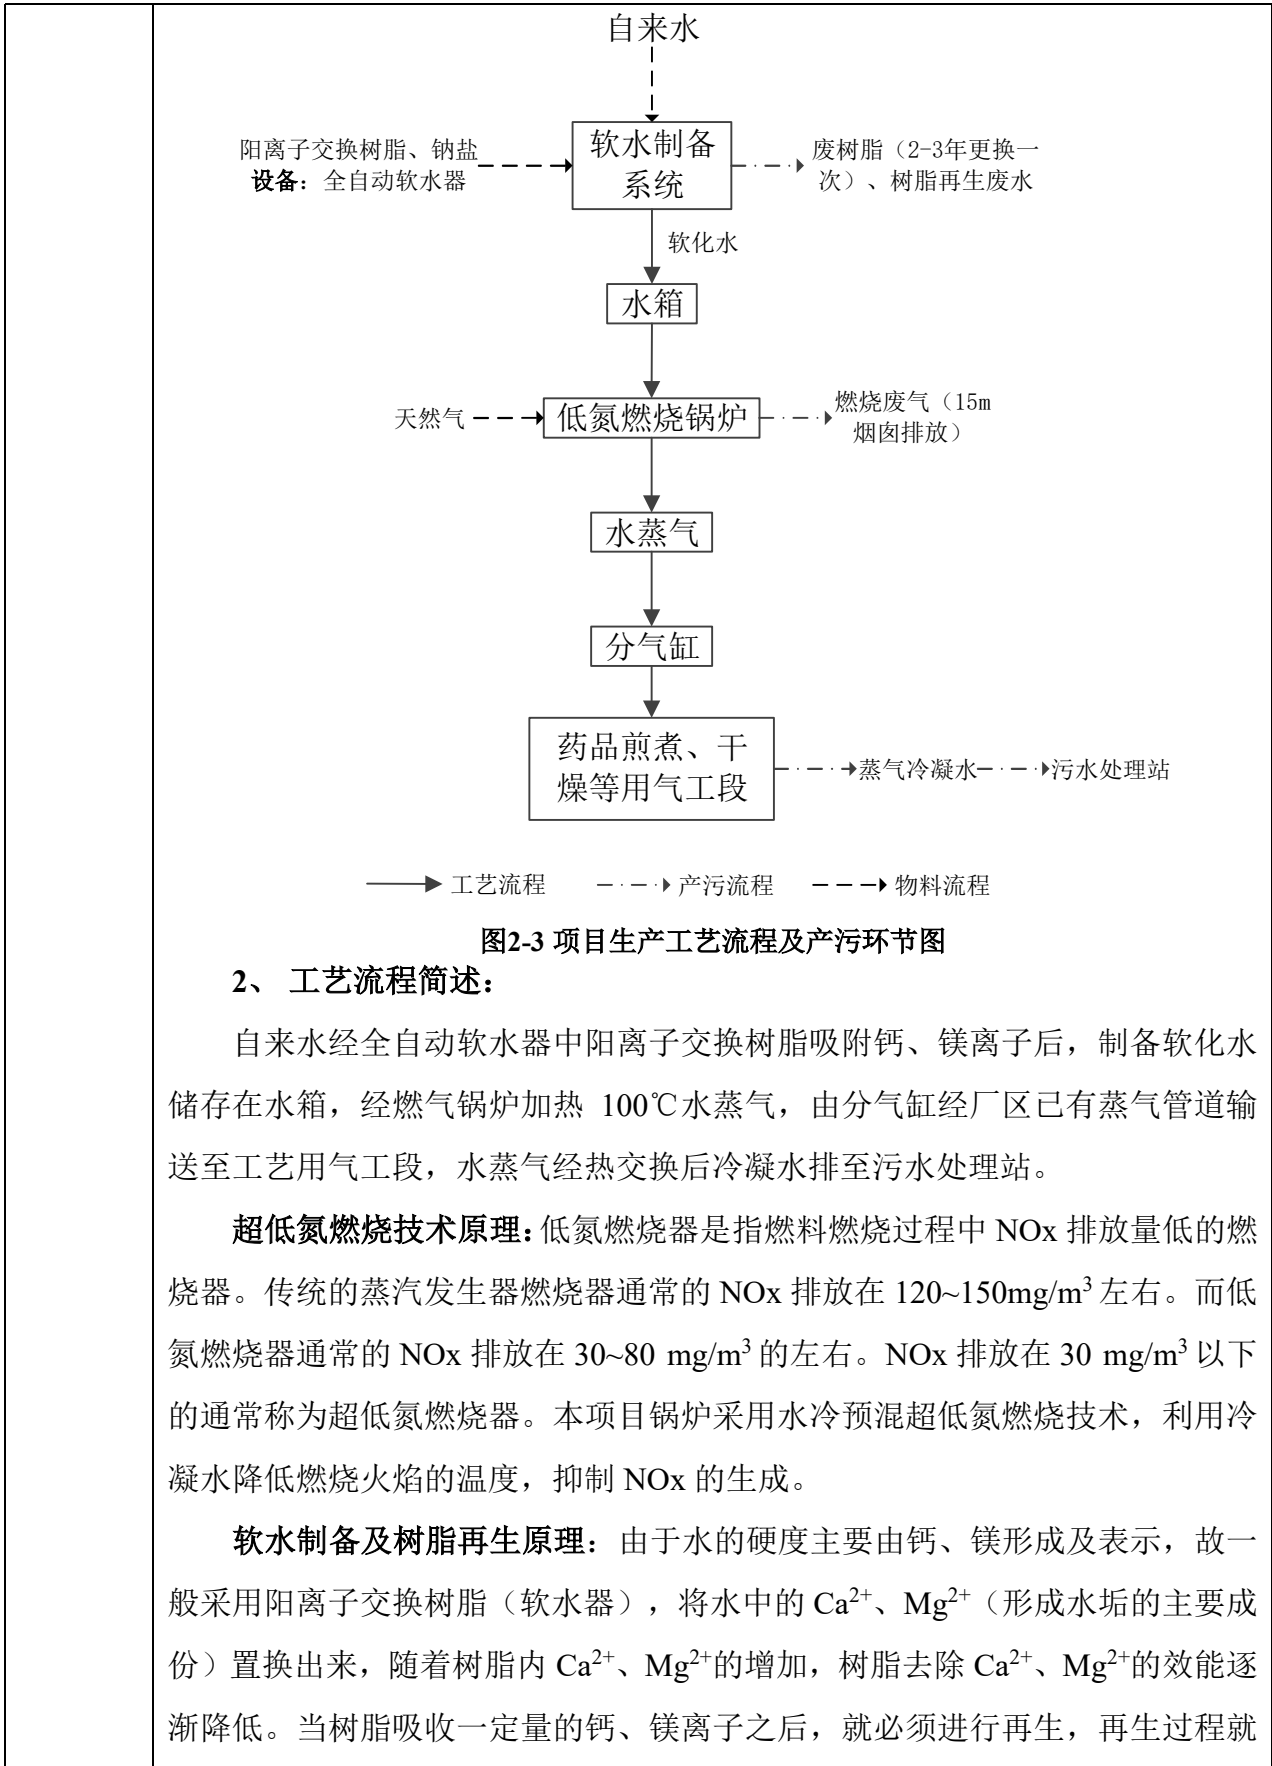 自来水
阳离子交换树脂、钠盐
设备：全自动软水器
软水制备
系统
废树脂（2-3年更换一
次）、树脂再生废水
软化水
水箱
天然气
低氮燃烧锅炉
燃烧废气（15m
烟囱排放）
水蒸气
分气缸
药品煎煮、干
燥等用气工段
蒸气冷凝水
污水处理站
工艺流程
产污流程
物料流程
图2-3 项目生产工艺流程及产污环节图
2、 工艺流程简述：
自来水经全自动软水器中阳离子交换树脂吸附钙、镁离子后，制备软化水
储存在水箱，经燃气锅炉加热 100℃水蒸气，由分气缸经厂区已有蒸气管道输
送至工艺用气工段，水蒸气经热交换后冷凝水排至污水处理站。
超低氮燃烧技术原理：低氮燃烧器是指燃料燃烧过程中 NOx 排放量低的燃
烧器。传统的蒸汽发生器燃烧器通常的 NOx 排放在 120~150mg/m³ 左右。而低
氮燃烧器通常的 NOx 排放在 30~80 mg/m³ 的左右。NOx 排放在 30 mg/m³ 以下
的通常称为超低氮燃烧器。本项目锅炉采用水冷预混超低氮燃烧技术，利用冷
凝水降低燃烧火焰的温度，抑制 NOx 的生成。
软水制备及树脂再生原理：由于水的硬度主要由钙、镁形成及表示，故一
般采用阳离子交换树脂（软水器），将水中的 Ca²⁺、Mg²⁺（形成水垢的主要成
份）置换出来，随着树脂内 Ca²⁺、Mg²⁺的增加，树脂去除 Ca²⁺、Mg²⁺的效能逐
渐降低。当树脂吸收一定量的钙、镁离子之后，就必须进行再生，再生过程就